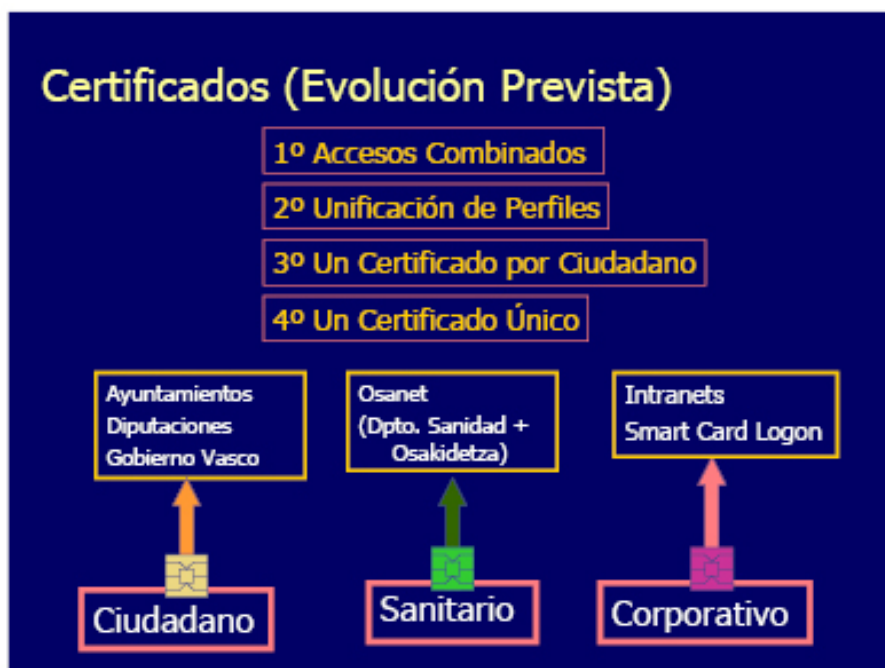 Certificados (Evolución Prevista)
1º Accesos Combinados
2º Unificación de Perfiles
3º Un Certificado por Ciudadano
4º Un Certificado Único
Ayuntamientos
Diputaciones
Gobierno Vasco
Osanet
(Dpto. Sanidad +
Osakidetza)
Intranets
Smart Card Logon
Ciudadano
Sanitario
Corporativo